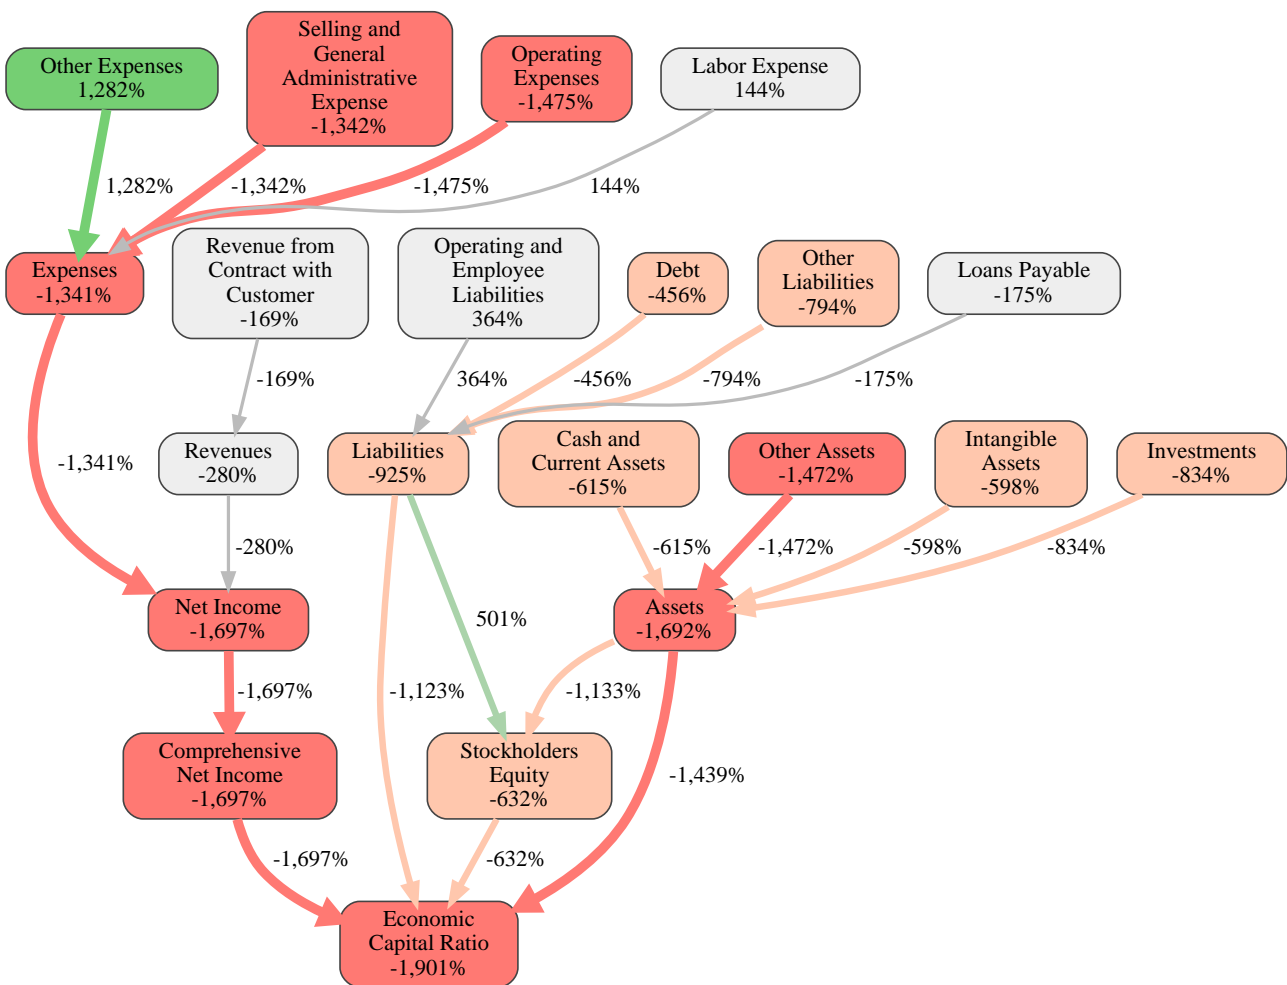 Other Expenses
1,282%
Selling and
General
Administrative
Expense
-1,342%
Operating
Expenses
-1,475%
Labor Expense
144%
1,282%
-1,342%
-1,475%
144%
Expenses
-1,341%
Revenue from
Contract with
Customer
-169%
Operating and
Employee
Liabilities
364%
Debt
-456%
Other
Liabilities
-794%
Loans Payable
-175%
-169%
364%
-456%
-794%
-175%
-1,341%
Revenues
-280%
Liabilities
-925%
Cash and
Current Assets
-615%
Other Assets
-1,472%
Intangible
Assets
-598%
Investments
-834%
-280%
-615%
-1,472%
-598%
-834%
Net Income
-1,697%
501%
Assets
-1,692%
-1,697%
-1,123%
-1,133%
Comprehensive
Net Income
-1,697%
Stockholders
Equity
-632%
-1,439%
-1,697%
-632%
Economic
Capital Ratio
-1,901%